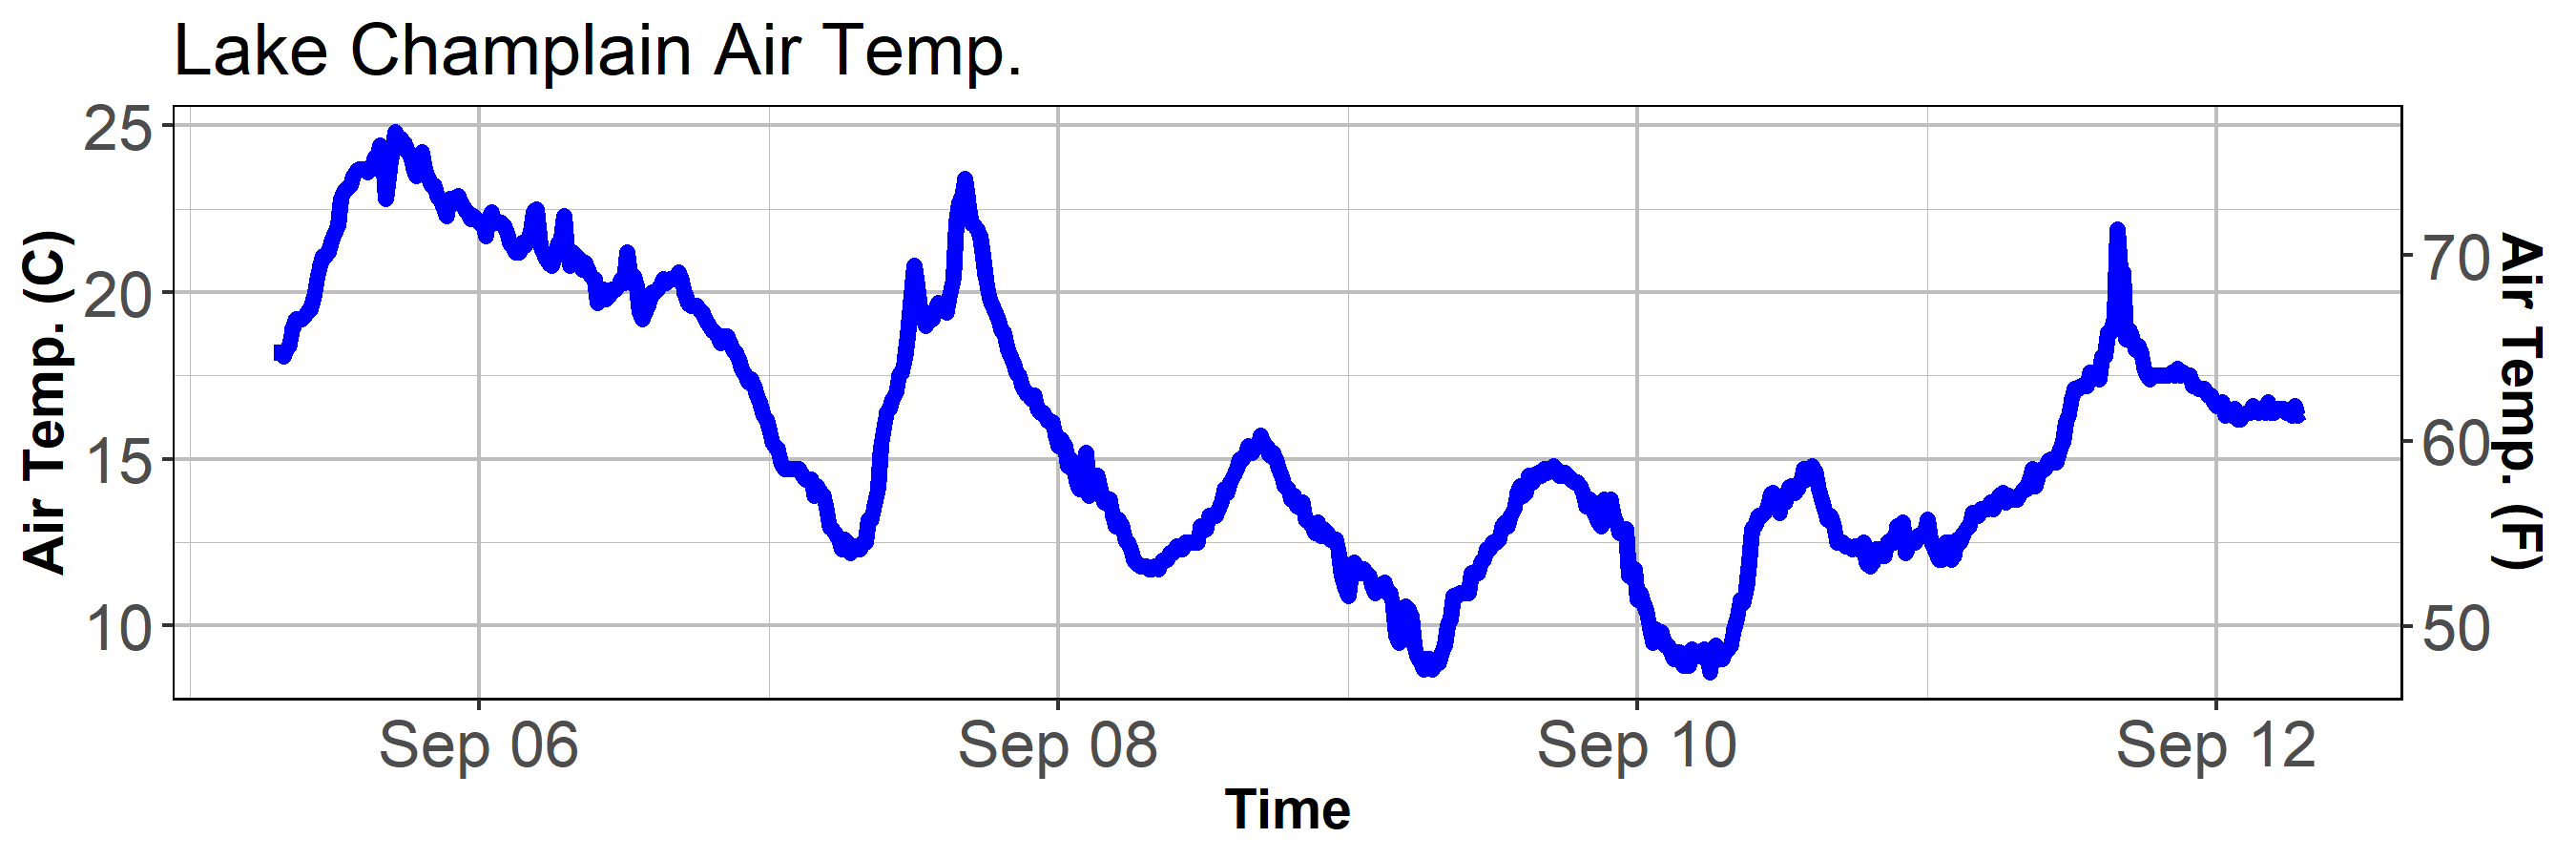 Lake Champlain Air Temp.
25
20
15
10
Air Temp. (C)
70
60
50
Air Temp. (F)
Sep 06
Sep 08
Sep 10
Sep 12
Time